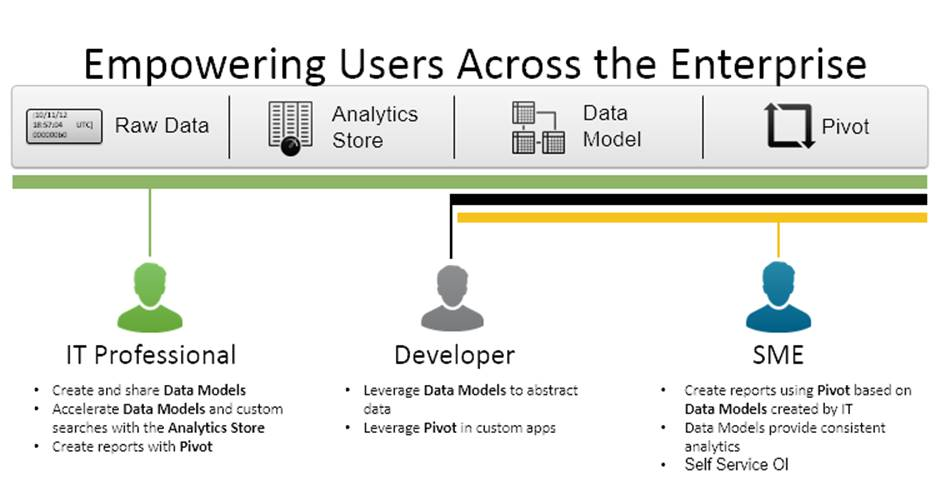 Empowering Users Across the Enterprise
:10/11/12
18:57:04 UTC]
000000b0
Raw Data
Analytics
Store
Data
Model
Pivot
IT Professional
• Create and share Data Models
• Accelerate Data Models and custom
searches with the Analytics Store
• Create reports with Pivot
Developer
• Leverage Data Models to abstract
data
• Leverage Pivot in custom apps
SME
• Create reports using Pivot based on
Data Models created by IT
• Data Models provide consistent
analytics
• Self Service OI